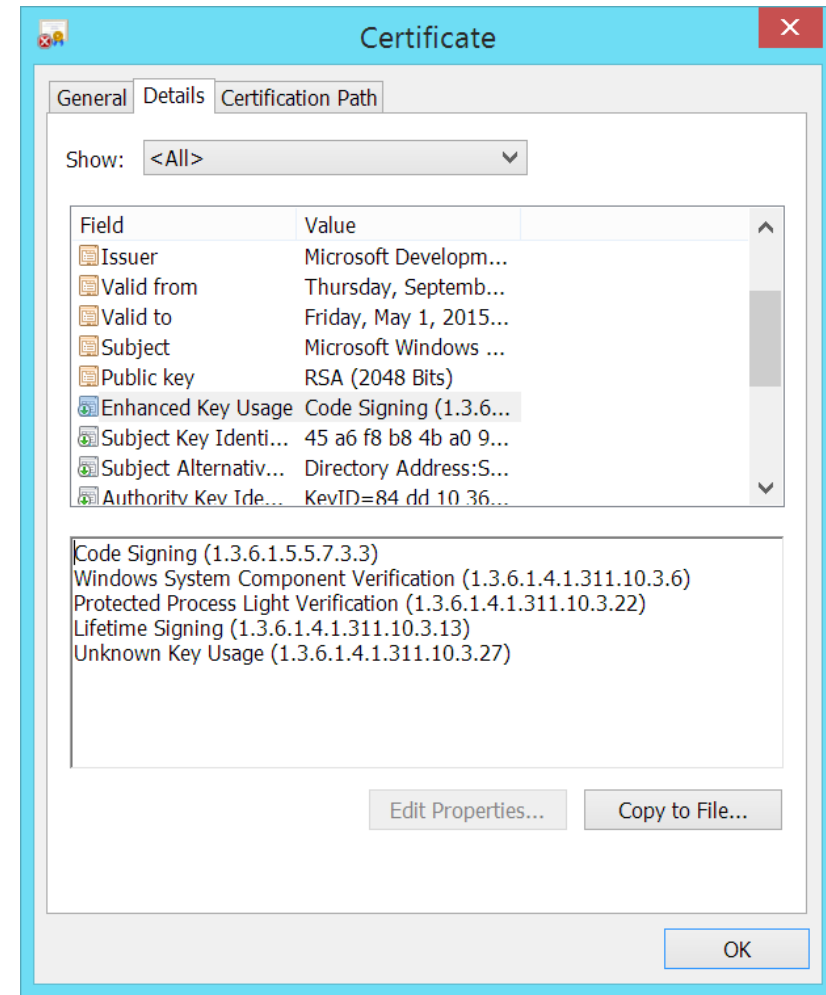 Certificate
General Details Certification Path
Show: <All>
Field Value
Issuer Microsoft Developm...
Valid from Thursday, Septemb...
Valid to Friday, May 1, 2015...
Subject Microsoft Windows ...
Public key RSA (2048 Bits)
Enhanced Key Usage Code Signing (1.3.6...
Subject Key Identi... 45 a6 f8 b8 4b a0 9...
Subject Alternativ... Directory Address:S...
Authority Key Ide... KeyID=84 dd 10 36...
Code Signing (1.3.6.1.5.5.7.3.3)
Windows System Component Verification (1.3.6.1.4.1.311.10.3.6)
Protected Process Light Verification (1.3.6.1.4.1.311.10.3.22)
Lifetime Signing (1.3.6.1.4.1.311.10.3.13)
Unknown Key Usage (1.3.6.1.4.1.311.10.3.27)
Edit Properties... Copy to File...
OK